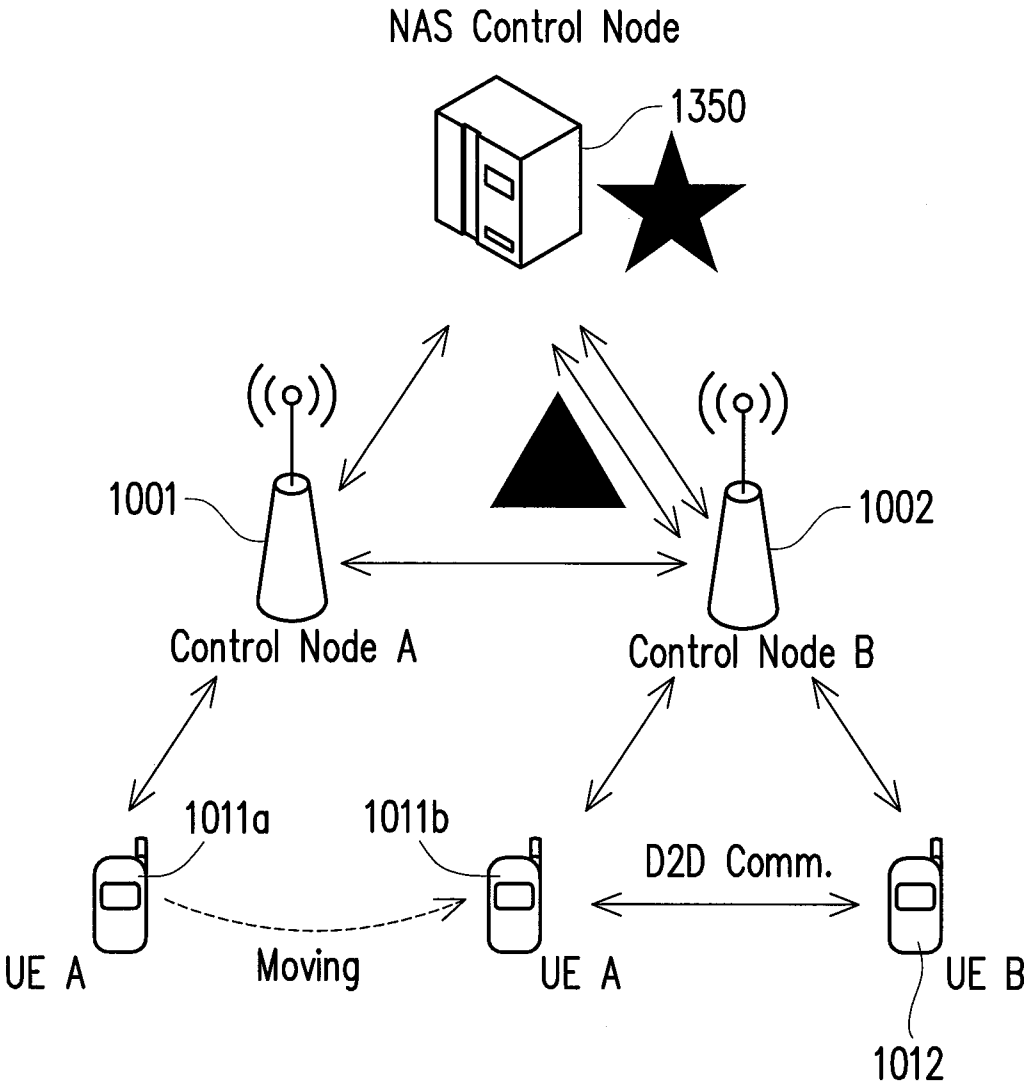 NAS Control Node
1350
1001
1002
Control Node A
Control Node B
1011a
1011b
D2D Comm.
Moving
UE A
UE A
UE B
1012